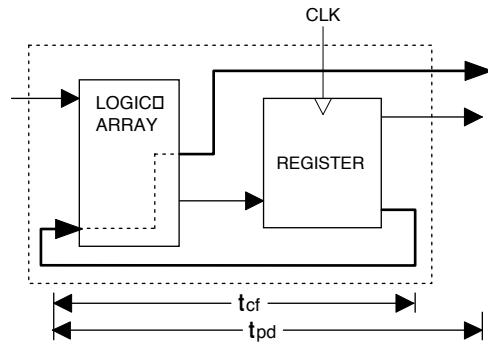 CLK
LOGIC□
ARRAY
REGISTER
tcf
tpd